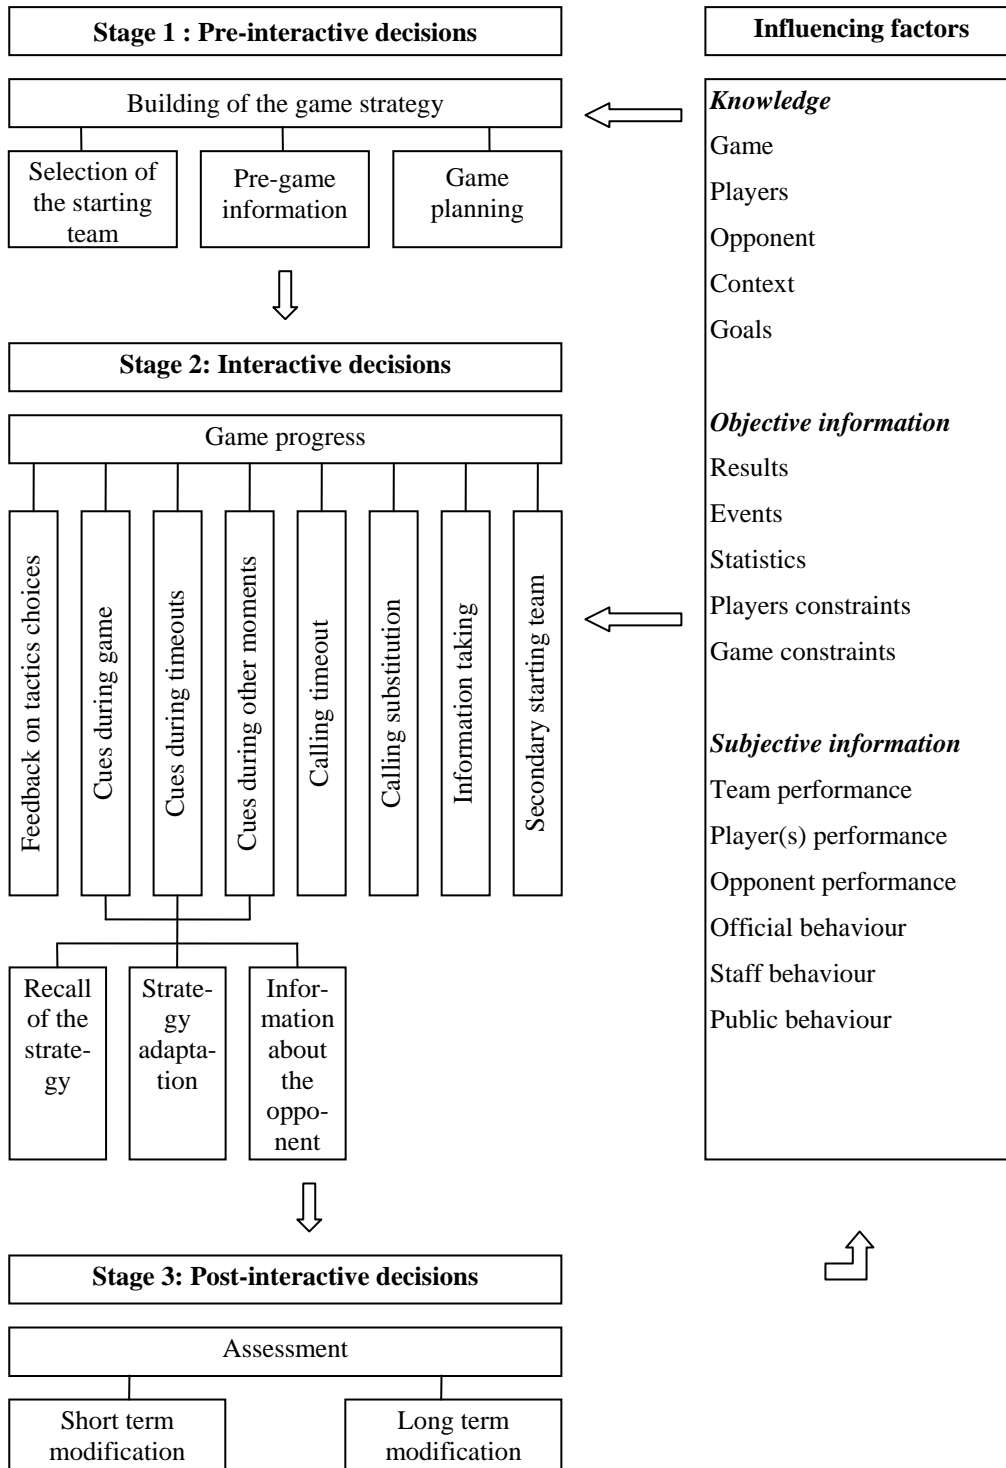 Stage 1 : Pre-interactive decisions
Building of the game strategy
Selection of
the starting
team
Pre-game
information
Game
planning
Stage 2: Interactive decisions
Game progress
Feedback on tactics choices
Cues during game
Cues during timeouts
Cues during other moments
Calling timeout
Calling substitution
Information taking
Secondary starting team
Recall
of the
strate-
gy
Strate-
gy
adapta-
tion
Infor-
mation
about
the
oppo-
nent
Stage 3: Post-interactive decisions
Assessment
Short term
modification
Long term
modification
Influencing factors
Knowledge
Game
Players
Opponent
Context
Goals
Objective information
Results
Events
Statistics
Players constraints
Game constraints
Subjective information
Team performance
Player(s) performance
Opponent performance
Official behaviour
Staff behaviour
Public behaviour